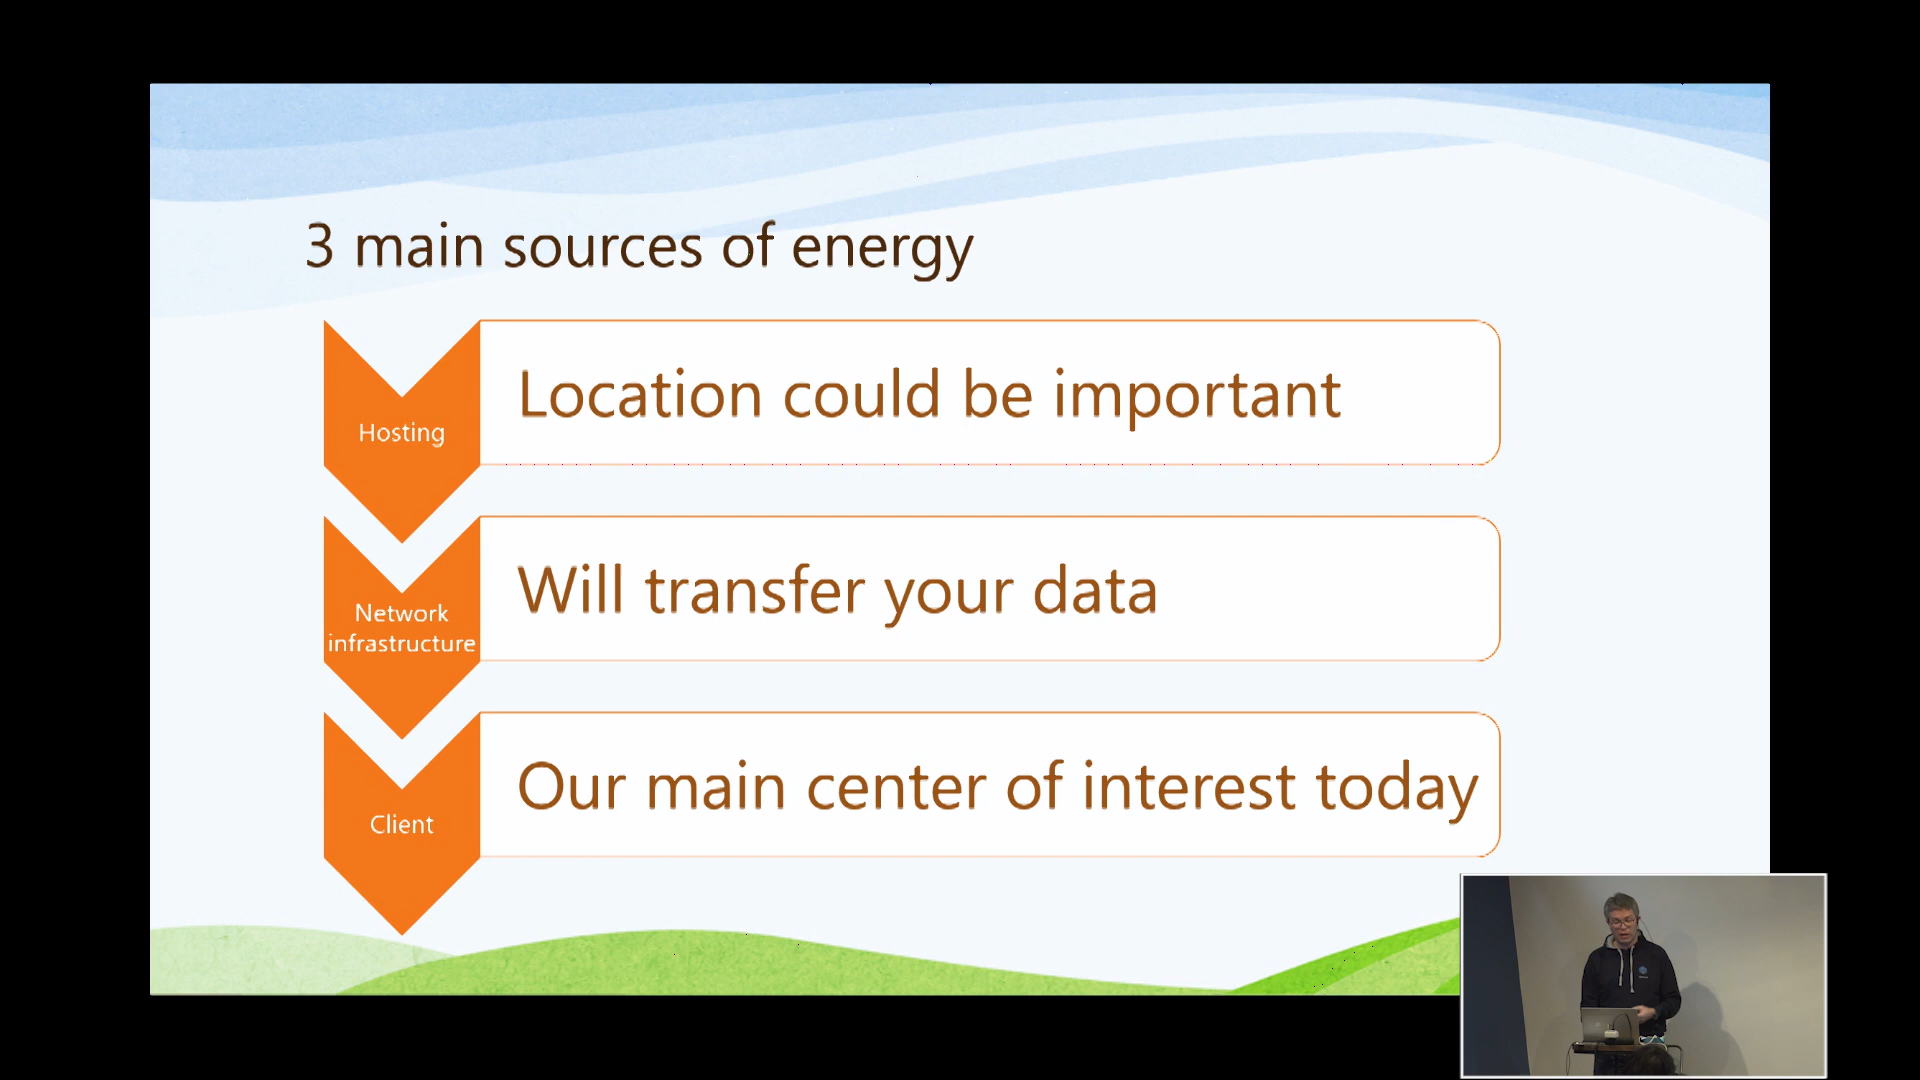 3 main sources of energy
Hosting
Location could be important
Network
infrastructure
Will transfer your data
Client
Our main center of interest today